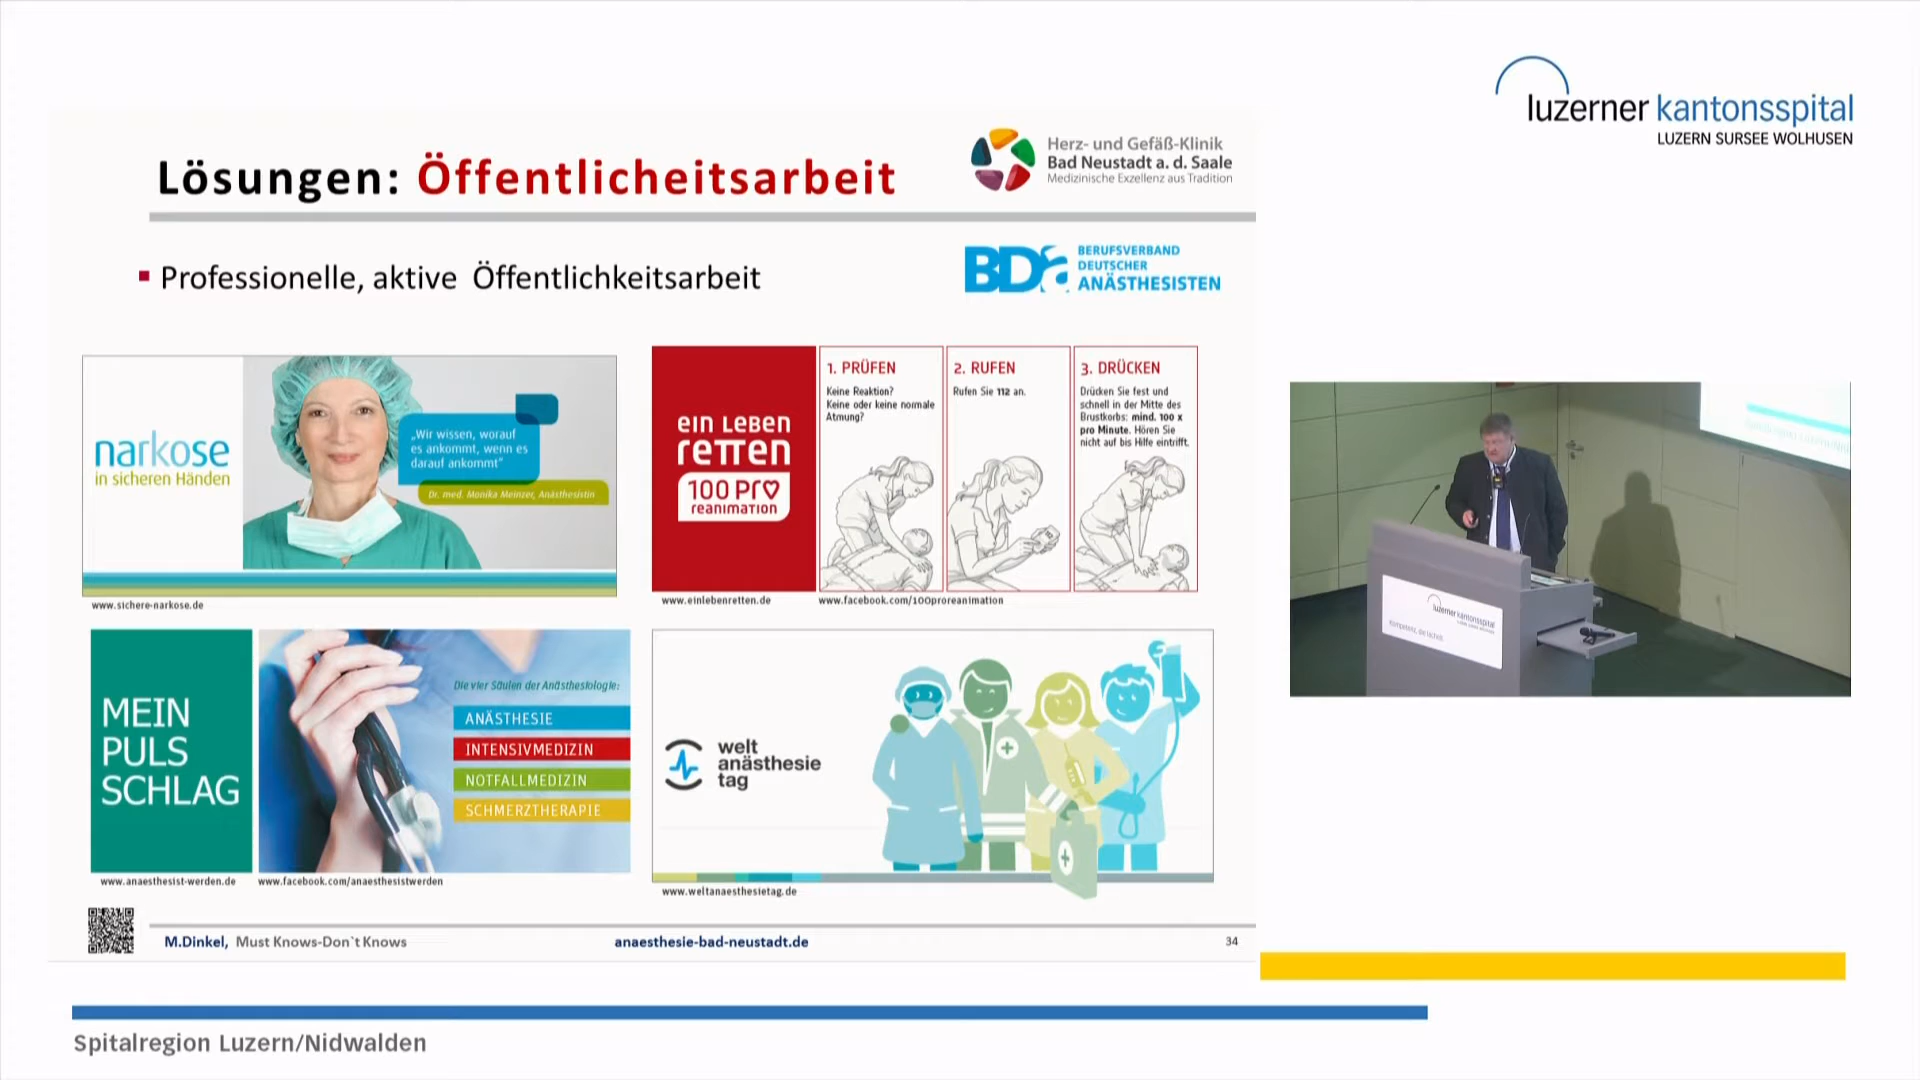 luzerner kantonsspital
LUZERN SURSEE WOLHUSEN
Lösungen: Öffentlicheitsarbeit
Herz- und Gefäß-Klinik
Bad Neustadt a. d. Saale
Medizinische Exzellenz aus Tradition
Professionelle, aktive Öffentlichkeitsarbeit
BDA
BERUFSVERBAND
DEUTSCHER
ANÄSTHESISTEN
narkose
in sicheren Händen
„Wir wissen, worauf
es ankommt, wenn es
darauf ankommt“
Dr. med. Monika Meinzer, Anästhesistin
www.sichere-narkose.de
ein Leben
retten
100 Pro
reanimation
1. PRÜFEN
Keine Reaktion?
Keine oder keine normale
Atmung?
2. RUFEN
Rufen Sie 112 an.
3. DRÜCKEN
Drücken Sie fest und
schnell in der Mitte des
Brustkorbs: mind. 100 x
pro Minute. Hören Sie
nicht auf bis Hilfe eintrifft.
www.einlebenretten.de
www.facebook.com/100proreanimation
MEIN
PULS
SCHLAG
Die vier Säulen der Anästhesiologie:
ANÄSTHESIE
INTENSIVMEDIZIN
NOTFALLMEDIZIN
SCHMERZTHERAPIE
www.anaesthesist-werden.de
www.facebook.com/anaesthesistwerden
welt
anästhesie
tag
www.weltanaesthesietag.de
M.Dinkel, Must Knows-Don`t Knows
anaesthesie-bad-neustadt.de
34
luzerner kantonsspital
Kompetenz, die lächelt.
Spitalregion Luzern/Nidwalden